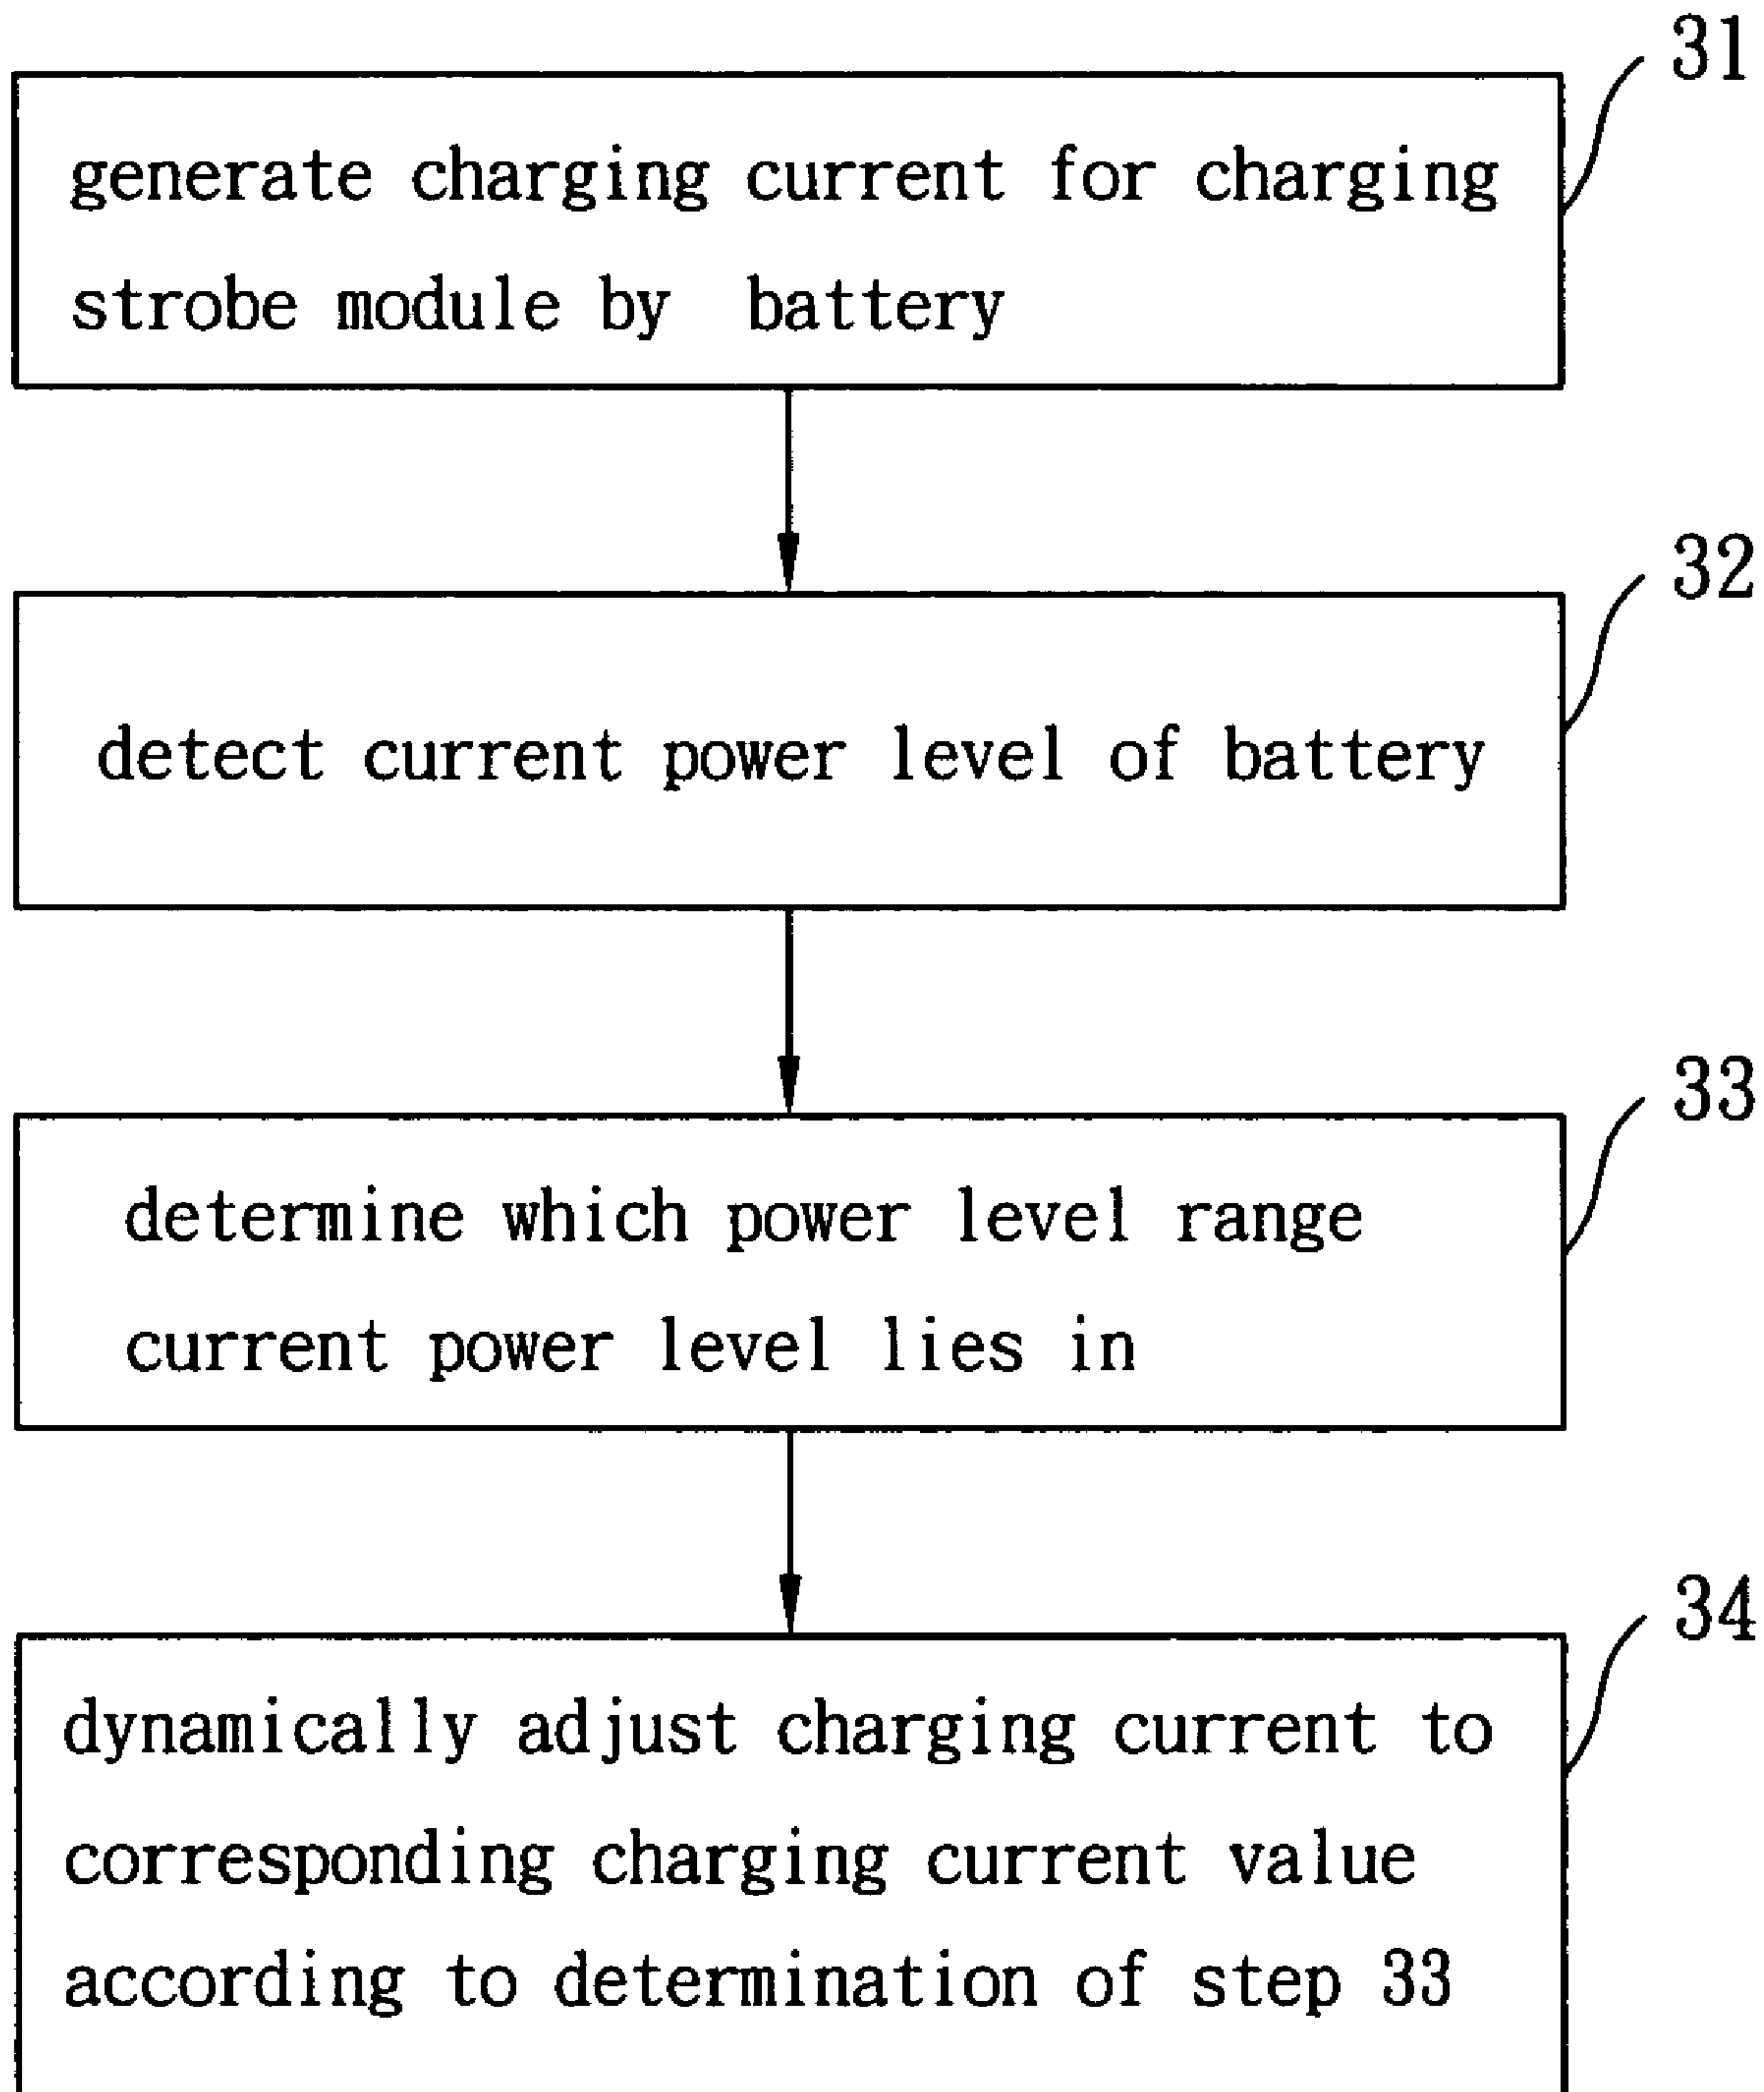 31
generate charging current for charging
strobe module by battery
32
detect current power level of battery
33
determine which power level range
current power level lies in
34
dynamically adjust charging current to
corresponding charging current value
according to determination of step 33